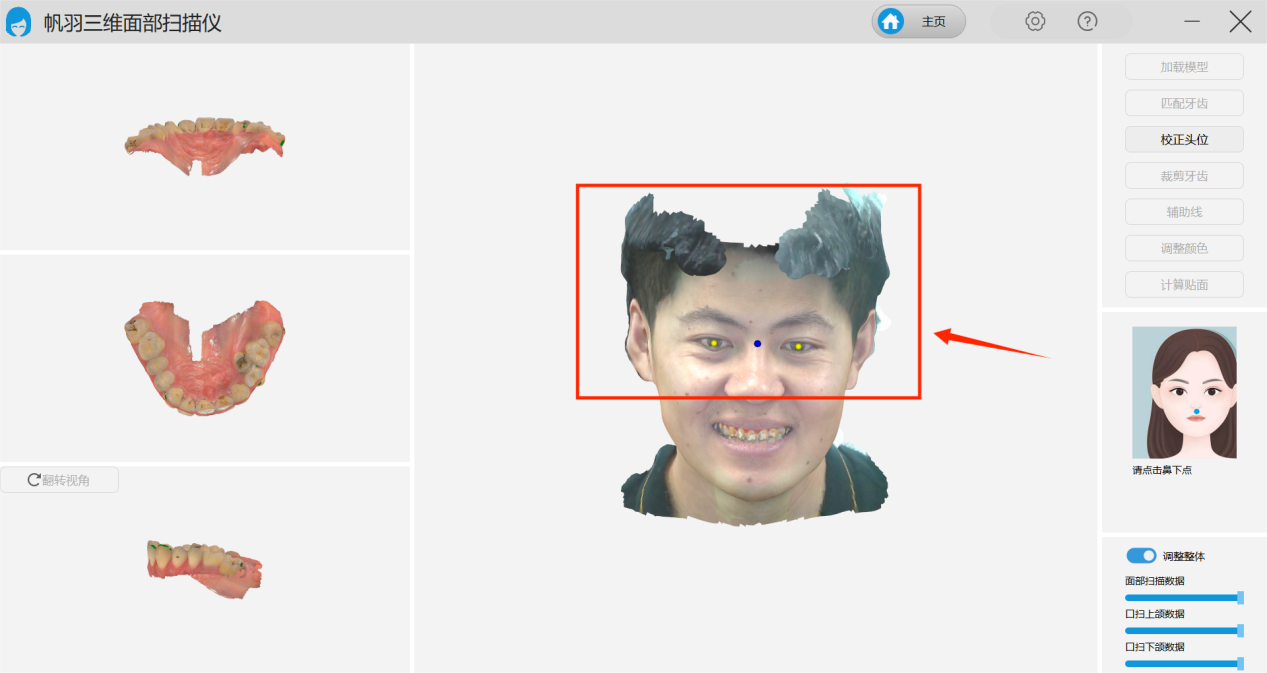 帆羽三维面部扫描仪
主页
加载模型
匹配牙齿
校正头位
裁剪牙齿
辅助线
调整颜色
计算贴面
请点击鼻下点
翻转视角
调整整体
面部扫描数据
口扫上颌数据
口扫下颌数据